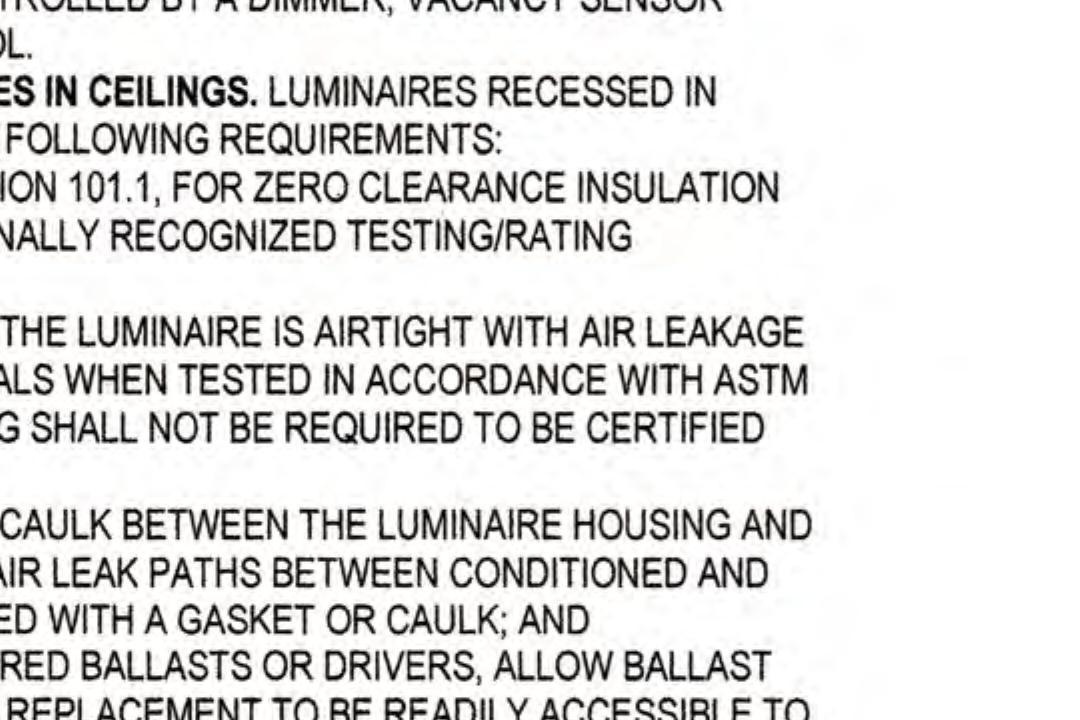 BY A DIMMER, VACANCY SENSOR
OL.
ES IN CEILINGS. LUMINAIRES RECESSED IN
FOLLOWING REQUIREMENTS:
ION 101.1, FOR ZERO CLEARANCE INSULATION
NALLY RECOGNIZED TESTING/RATING
THE LUMINAIRE IS AIRTIGHT WITH AIR LEAKAGE
ALS WHEN TESTED IN ACCORDANCE WITH ASTM
G SHALL NOT BE REQUIRED TO BE CERTIFIED
CAULK BETWEEN THE LUMINAIRE HOUSING AND
AIR LEAK PATHS BETWEEN CONDITIONED AND
ED WITH A GASKET OR CAULK; AND
RED BALLASTS OR DRIVERS, ALLOW BALLAST
REPLACEMENT TO BE READILY ACCESSIBLE TO